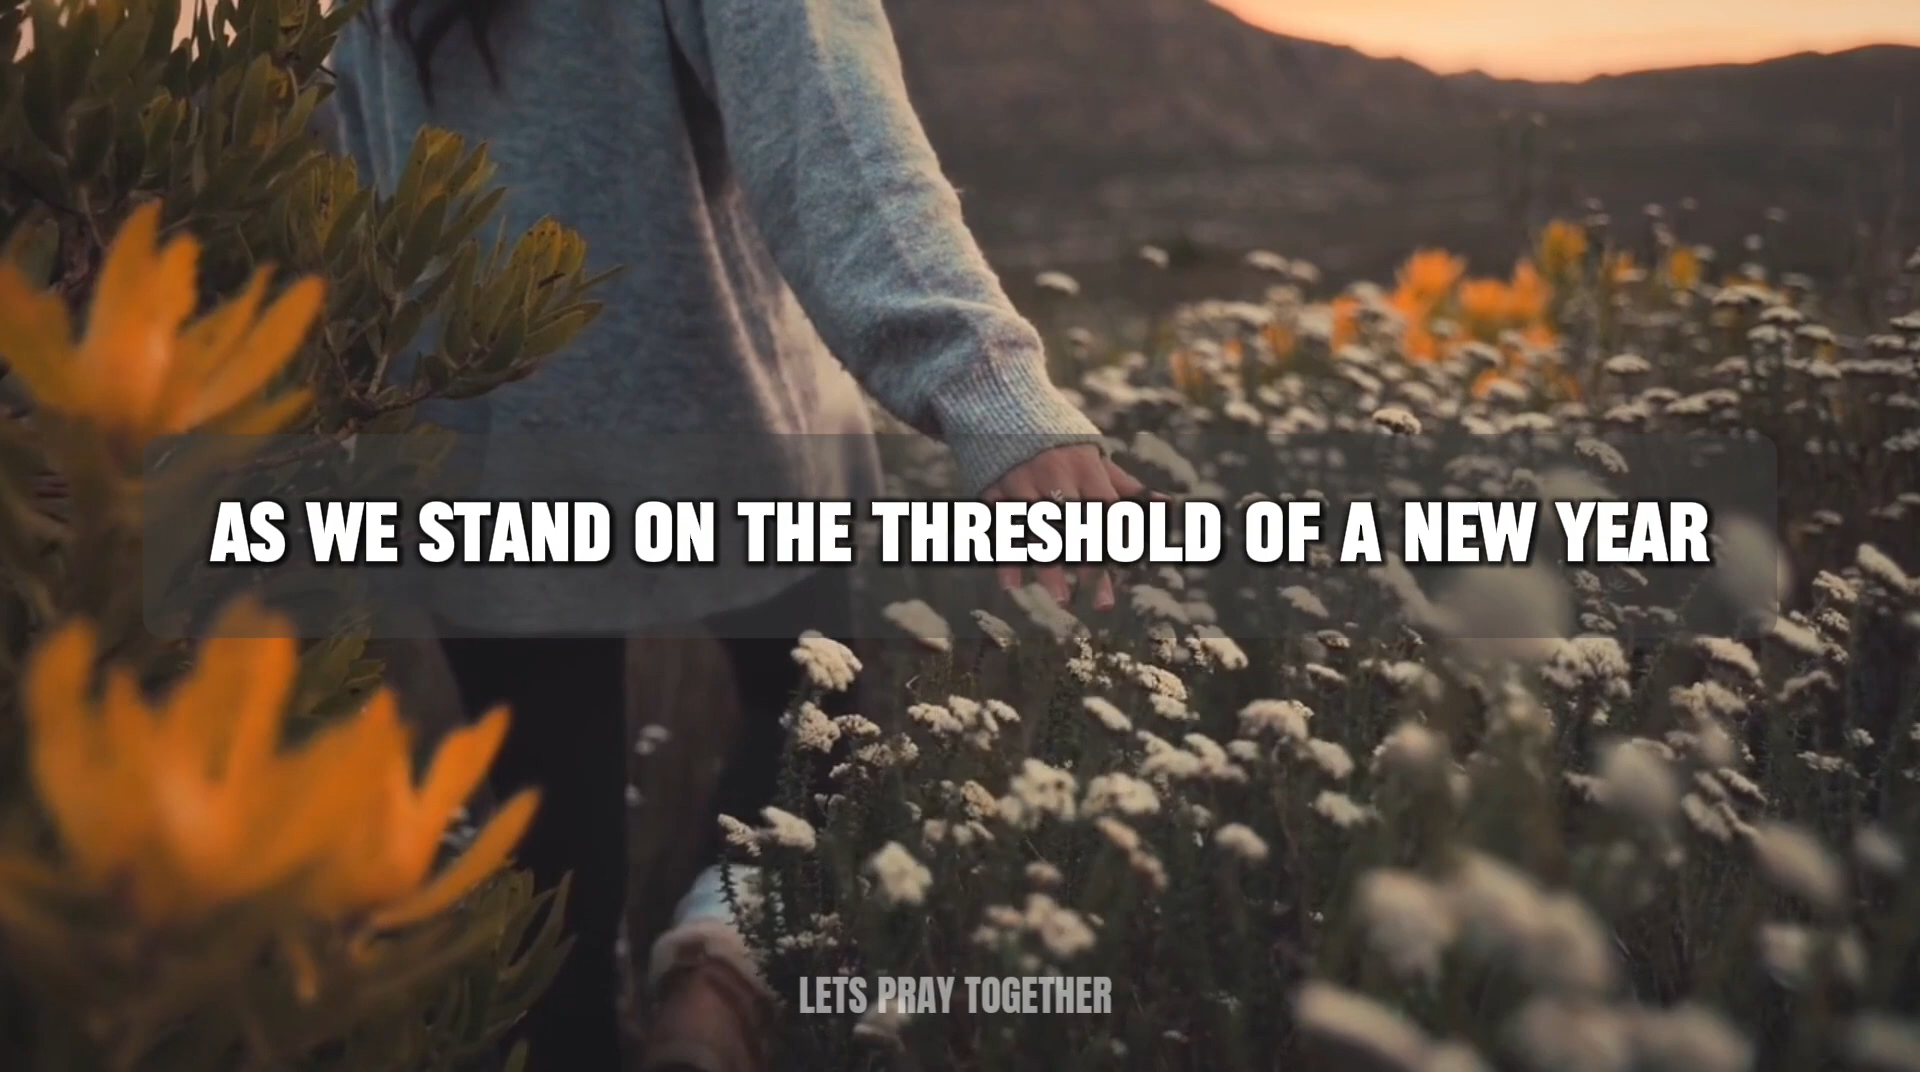 AS WE STAND ON THE THRESHOLD OF A NEW YEAR
LETS PRAY TOGETHER